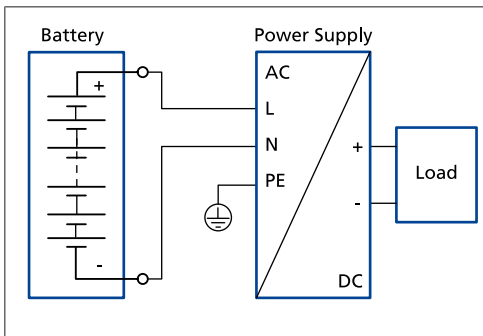 Battery
Power Supply
+
-
AC
L
N
PE
+
-
DC
Load